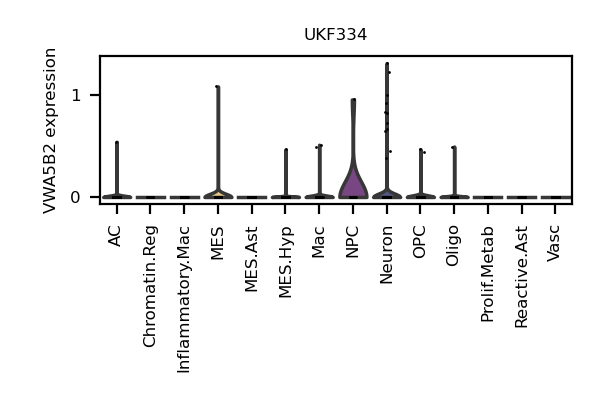 UKF334
VWA5B2 expression
1
0
AC
Chromatin.Reg
Inflammatory.Mac
MES
MES.Ast
MES.Hyp
Mac
NPC
Neuron
OPC
Oligo
Prolif.Metab
Reactive.Ast
Vasc